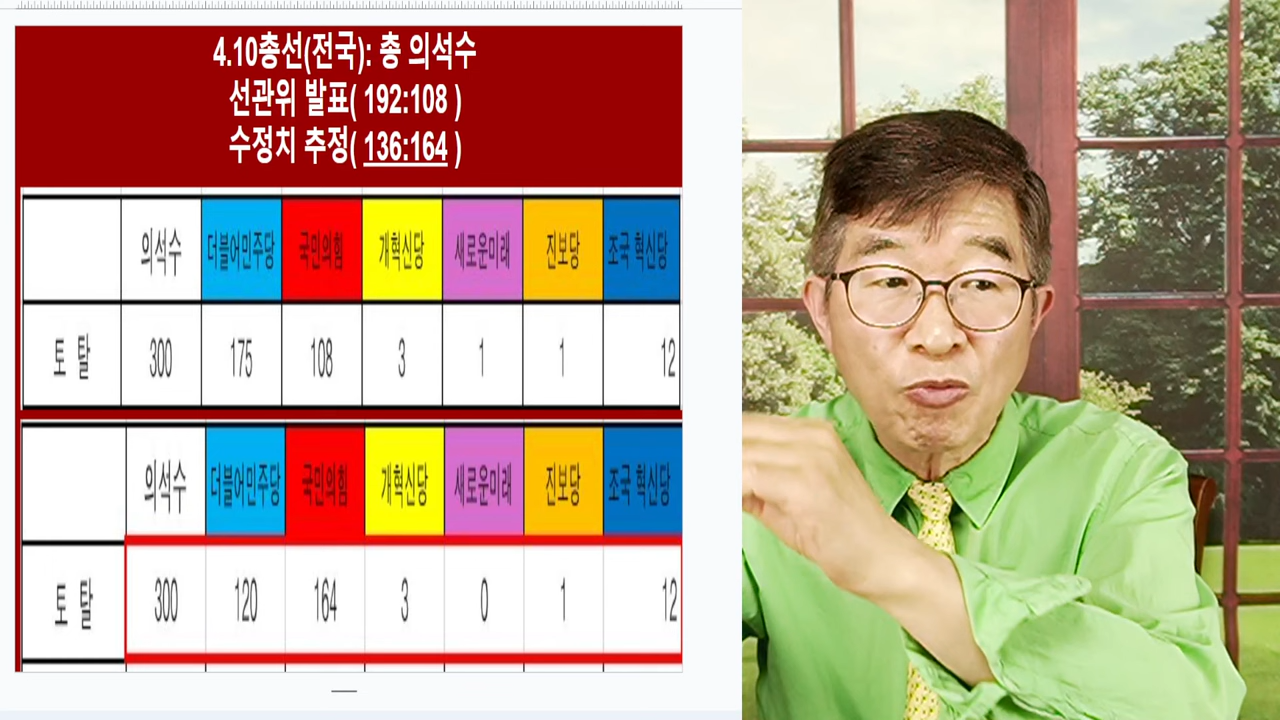 4.10총선(전국): 총 의석수
선관위 발표( 192:108 )
수정치 추정( 136:164 )
의석수 더불어민주당 국민의힘 개혁신당 새로운미래 진보당 조국 혁신당
토 탈 300 175 108 3 1 1 12
의석수 더불어민주당 국민의힘 개혁신당 새로운미래 진보당 조국 혁신당
토 탈 300 120 164 3 0 1 12